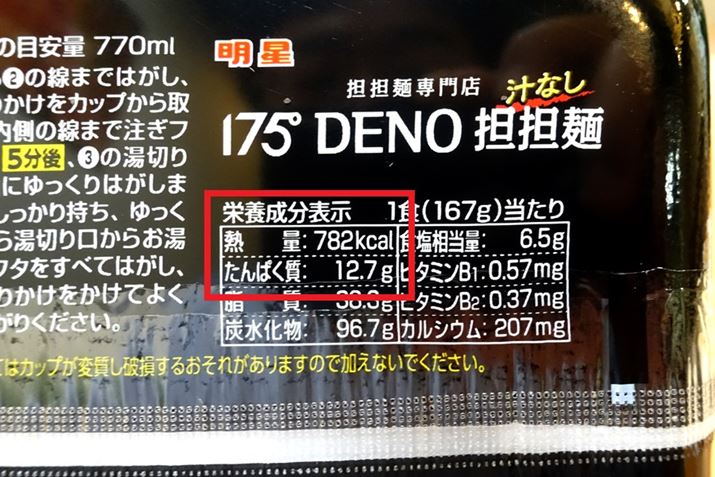 の目安量 770ml
❷の線まではがし、
かけをカップから取
内側の線まで注ぎフ
5分後、❸の湯切り
にゆっくりはがしま
しっかり持ち、ゆっく
ら湯切り口からお湯
フタをすべてはがし、
りかけをかけてよく
がりください。
てはカップが変質し破損するおそれがありますので加えないでください。
明星
担担麺専門店
汁なし
175° DENO 担担麺
栄養成分表示 1食(167g)当たり
熱量: 782kcal 食塩相当量: 6.5g
たんぱく質: 12.7g ビタミンB1: 0.57mg
脂質: g ビタミンB2: 0.37mg
炭水化物: 96.7g カルシウム: 207mg